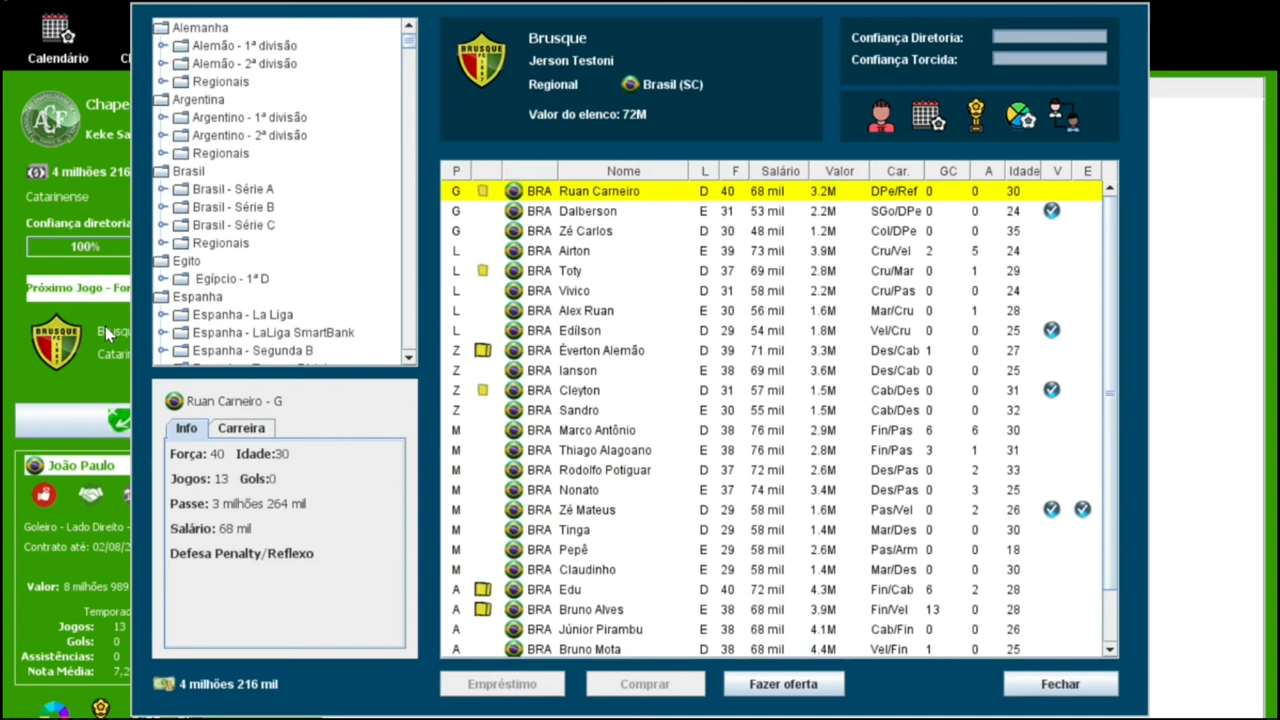 Calendário
Chape
Keke Sa
4 milhões 216
Catarinense
Confiança diretoria
100%
Próximo Jogo - For
BRUSQUE
Brusqu
Catari
João Paulo
Goleiro - Lado Direito -
Contrato até: 02/08/2
Valor: 8 milhões 989
Temporad
Jogos: 13
Gols: 0
Assistências: 0
Nota Média: 7,2
Alemanha
Alemão - 1ª divisão
Alemão - 2ª divisão
Regionais
Argentina
Argentino - 1ª divisão
Argentino - 2ª divisão
Regionais
Brasil
Brasil - Série A
Brasil - Série B
Brasil - Série C
Regionais
Egito
Egípcio - 1ª D
Espanha
Espanha - La Liga
Espanha - LaLiga SmartBank
Espanha - Segunda B
Ruan Carneiro - G
Info Carreira
Força: 40 Idade:30
Jogos: 13 Gols:0
Passe: 3 milhões 264 mil
Salário: 68 mil
Defesa Penalty/Reflexo
4 milhões 216 mil
BRUSQUE
Brusque
Jerson Testoni
Regional Brasil (SC)
Valor do elenco: 72M
Confiança Diretoria:
Confiança Torcida:
P Nome L F Salário Valor Car. GC A Idade V E
G BRA Ruan Carneiro D 40 68 mil 3.2M DPe/Ref 0 0 30
G BRA Dalberson E 31 53 mil 2.2M SGo/DPe 0 0 24
G BRA Zé Carlos D 30 48 mil 1.2M Col/DPe 0 0 35
L BRA Airton E 39 73 mil 3.9M Cru/Vel 2 5 24
L BRA Toty D 37 69 mil 2.8M Cru/Mar 0 1 29
L BRA Vivico D 31 58 mil 2.2M Cru/Pas 0 0 24
L BRA Alex Ruan E 30 56 mil 1.6M Mar/Cru 0 1 28
L BRA Edílson D 29 54 mil 1.8M Vel/Cru 0 0 25
Z BRA Éverton Alemão D 39 71 mil 3.3M Des/Cab 1 0 27
Z BRA Ianson E 38 69 mil 3.6M Des/Cab 0 0 25
Z BRA Cleyton D 31 57 mil 1.5M Cab/Des 0 0 31
Z BRA Sandro E 30 55 mil 1.5M Cab/Des 0 0 32
M BRA Marco Antônio D 38 76 mil 2.9M Fin/Pas 6 6 30
M BRA Thiago Alagoano E 38 76 mil 2.8M Fin/Pas 3 1 31
M BRA Rodolfo Potiguar D 37 72 mil 2.6M Des/Pas 0 2 33
M BRA Nonato E 37 74 mil 3.4M Des/Pas 0 3 25
M BRA Zé Mateus D 29 58 mil 1.6M Pas/Vel 0 2 26
M BRA Tinga D 29 58 mil 1.4M Mar/Des 0 0 30
M BRA Pepê D 29 58 mil 2.6M Pas/Arm 0 0 18
M BRA Claudinho E 29 58 mil 1.4M Mar/Des 0 0 30
A BRA Edu D 40 72 mil 4.3M Fin/Cab 6 2 28
A BRA Bruno Alves E 38 68 mil 3.9M Fin/Vel 13 0 28
A BRA Júnior Pirambu E 38 68 mil 4.1M Cab/Fin 0 0 26
A BRA Bruno Mota D 38 68 mil 4.4M Vel/Fin 1 0 25
Empréstimo Comprar Fazer oferta Fechar